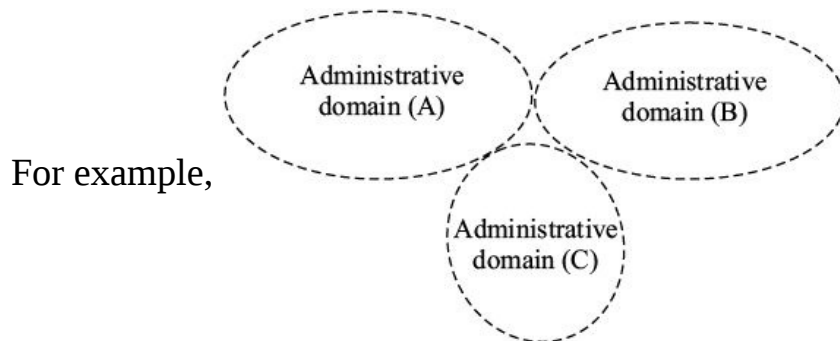 Administrative
domain (A)
Administrative
domain (B)
For example,
Administrative
domain (C)